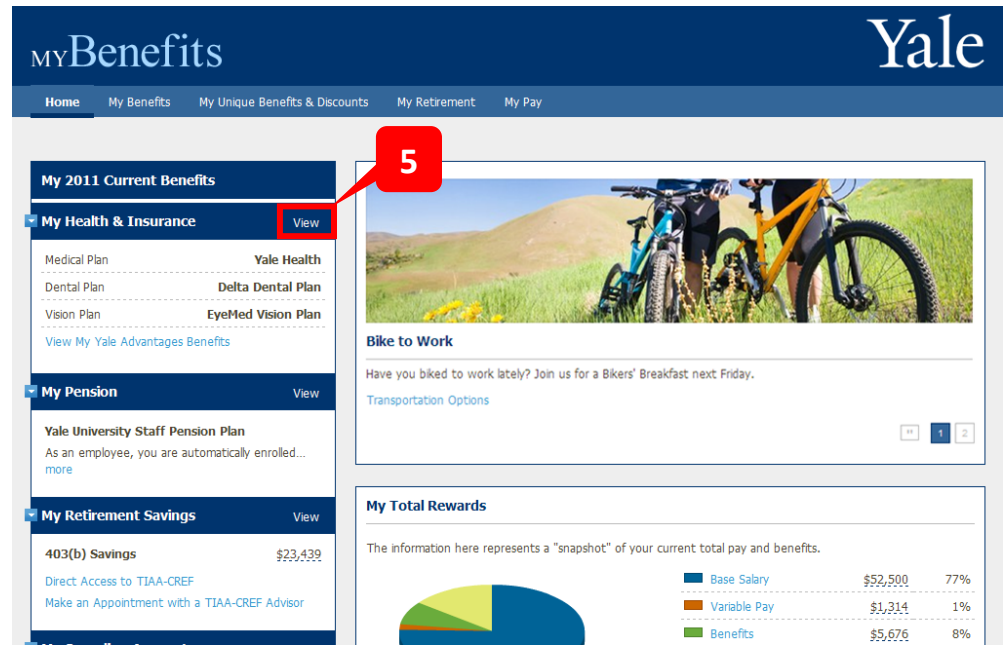 MYBenefits
Yale
Home My Benefits My Unique Benefits & Discounts My Retirement My Pay
5
My 2011 Current Benefits
My Health & Insurance View
Medical Plan Yale Health
Dental Plan Delta Dental Plan
Vision Plan EyeMed Vision Plan
View My Yale Advantages Benefits
My Pension View
Yale University Staff Pension Plan
As an employee, you are automatically enrolled...
more
My Retirement Savings View
403(b) Savings $23,439
Direct Access to TIAA-CREF
Make an Appointment with a TIAA-CREF Advisor
Bike to Work
Have you biked to work lately? Join us for a Bikers' Breakfast next Friday.
Transportation Options
1 2
My Total Rewards
The information here represents a "snapshot" of your current total pay and benefits.
Base Salary $52,500 77%
Variable Pay $1,314 1%
Benefits $5,676 8%